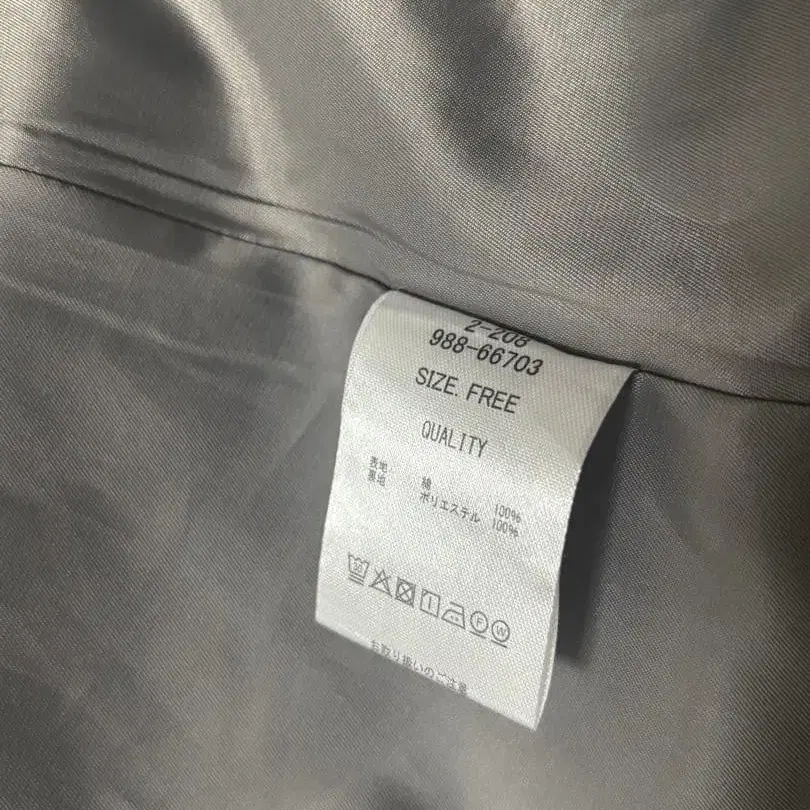 2-208
988-66703
SIZE. FREE
QUALITY
表地 綿 100%
裏地 ポリエステル 100%
30 F W
お取り扱いのご注意